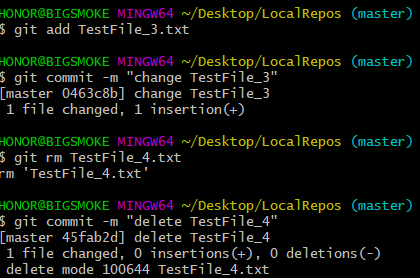 HONOR@BIGSMOKE MINGW64 ~/Desktop/LocalRepos (master)
$ git add TestFile_3.txt
HONOR@BIGSMOKE MINGW64 ~/Desktop/LocalRepos (master)
$ git commit -m "change TestFile_3"
[master 0463c8b] change TestFile_3
1 file changed, 1 insertion(+)
HONOR@BIGSMOKE MINGW64 ~/Desktop/LocalRepos (master)
$ git rm TestFile_4.txt
rm 'TestFile_4.txt'
HONOR@BIGSMOKE MINGW64 ~/Desktop/LocalRepos (master)
$ git commit -m "delete TestFile_4"
[master 45fab2d] delete TestFile_4
1 file changed, 0 insertions(+), 0 deletions(-)
delete mode 100644 TestFile_4.txt